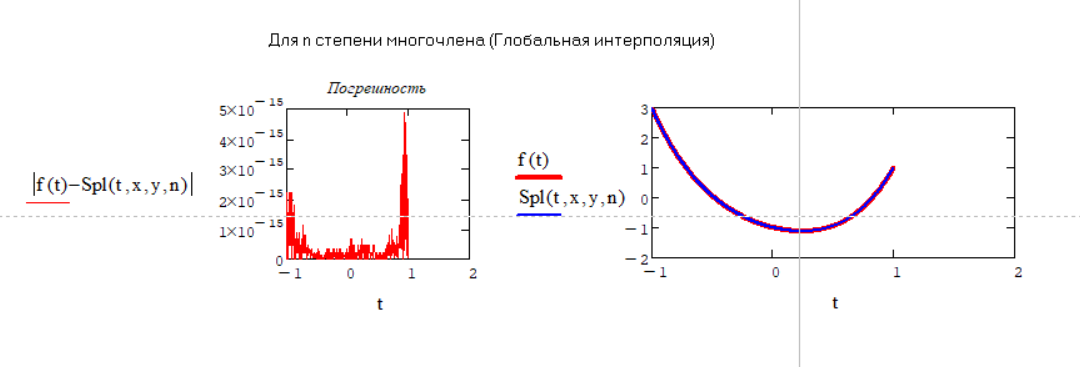 Для n степени многочлена (Глобальная интерполяция)
Погрешность
5×10^−15
4×10^−15
3×10^−15
2×10^−15
1×10^−15
0
−1 0 1 2
t
|f(t)−Spl(t,x,y,n)|
f(t)
Spl(t,x,y,n)
3
2
1
0
−1
−2
−1 0 1 2
t